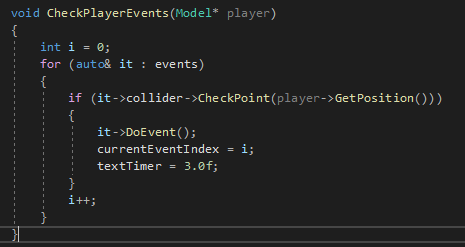 void CheckPlayerEvents(Model* player)
{
    int i = 0;
    for (auto& it : events)
    {
        if (it->collider->CheckPoint(player->GetPosition()))
        {
            it->DoEvent();
            currentEventIndex = i;
            textTimer = 3.0f;
        }
        i++;
    }
}